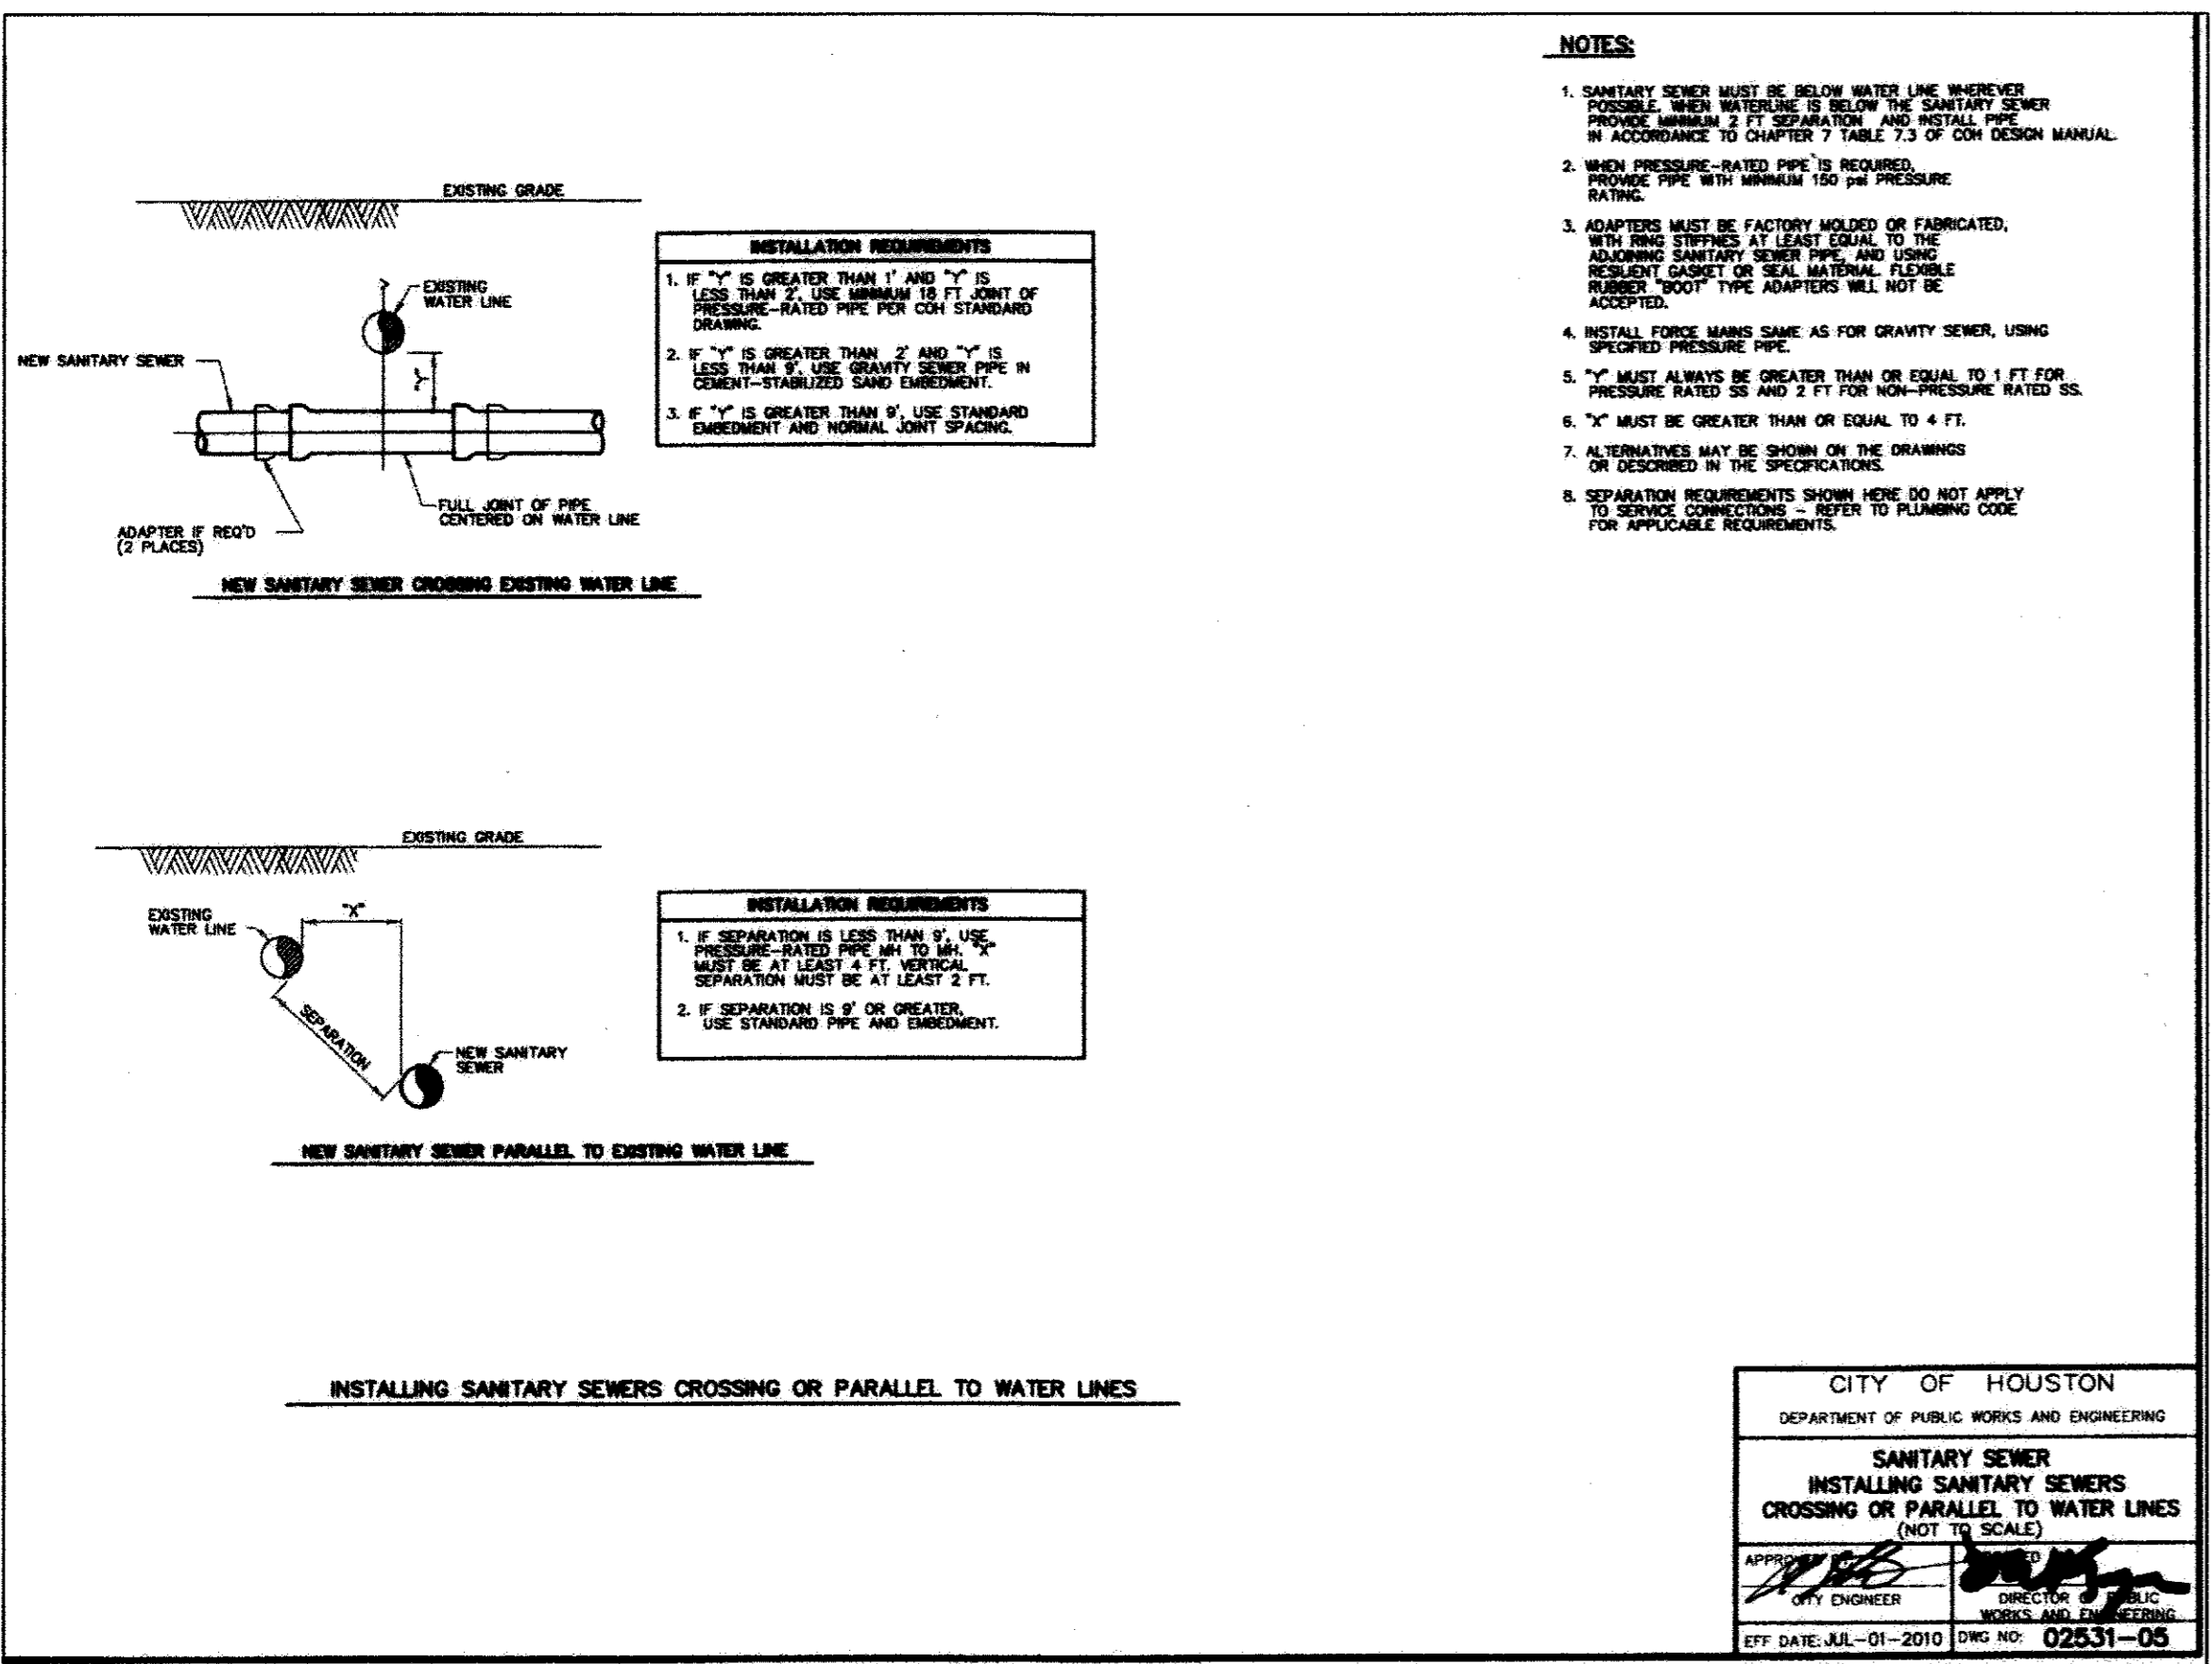 EXISTING GRADE
EXISTING
WATER LINE
NEW SANITARY SEWER
"Y"
FULL JOINT OF PIPE
CENTERED ON WATER LINE
ADAPTER IF REQ'D
(2 PLACES)
NEW SANITARY SEWER CROSSING EXISTING WATER LINE
INSTALLATION REQUIREMENTS
1. IF "Y" IS GREATER THAN 1' AND "Y" IS
LESS THAN 2', USE MINIMUM 18 FT JOINT OF
PRESSURE-RATED PIPE PER COH STANDARD
DRAWING.
2. IF "Y" IS GREATER THAN 2' AND "Y" IS
LESS THAN 9', USE GRAVITY SEWER PIPE IN
CEMENT-STABILIZED SAND EMBEDMENT.
3. IF "Y" IS GREATER THAN 9', USE STANDARD
EMBEDMENT AND NORMAL JOINT SPACING.
NOTES:
1. SANITARY SEWER MUST BE BELOW WATER LINE WHEREVER
POSSIBLE. WHEN WATERLINE IS BELOW THE SANITARY SEWER
PROVIDE MINIMUM 2 FT SEPARATION AND INSTALL PIPE
IN ACCORDANCE TO CHAPTER 7 TABLE 7.3 OF COH DESIGN MANUAL.
2. WHEN PRESSURE-RATED PIPE IS REQUIRED,
PROVIDE PIPE WITH MINIMUM 150 psi PRESSURE
RATING.
3. ADAPTERS MUST BE FACTORY MOLDED OR FABRICATED,
WITH RING STIFFNES AT LEAST EQUAL TO THE
ADJOINING SANITARY SEWER PIPE, AND USING
RESILIENT GASKET OR SEAL MATERIAL. FLEXIBLE
RUBBER "BOOT" TYPE ADAPTERS WILL NOT BE
ACCEPTED.
4. INSTALL FORCE MAINS SAME AS FOR GRAVITY SEWER, USING
SPECIFIED PRESSURE PIPE.
5. "Y" MUST ALWAYS BE GREATER THAN OR EQUAL TO 1 FT FOR
PRESSURE RATED SS AND 2 FT FOR NON-PRESSURE RATED SS.
6. "X" MUST BE GREATER THAN OR EQUAL TO 4 FT.
7. ALTERNATIVES MAY BE SHOWN ON THE DRAWINGS
OR DESCRIBED IN THE SPECIFICATIONS.
8. SEPARATION REQUIREMENTS SHOWN HERE DO NOT APPLY
TO SERVICE CONNECTIONS - REFER TO PLUMBING CODE
FOR APPLICABLE REQUIREMENTS.
EXISTING GRADE
EXISTING
WATER LINE
"X"
SEPARATION
NEW SANITARY
SEWER
NEW SANITARY SEWER PARALLEL TO EXISTING WATER LINE
INSTALLATION REQUIREMENTS
1. IF SEPARATION IS LESS THAN 9', USE
PRESSURE-RATED PIPE MH TO MH. "X"
MUST BE AT LEAST 4 FT. VERTICAL
SEPARATION MUST BE AT LEAST 2 FT.
2. IF SEPARATION IS 9' OR GREATER,
USE STANDARD PIPE AND EMBEDMENT.
INSTALLING SANITARY SEWERS CROSSING OR PARALLEL TO WATER LINES
CITY OF HOUSTON
DEPARTMENT OF PUBLIC WORKS AND ENGINEERING
SANITARY SEWER
INSTALLING SANITARY SEWERS
CROSSING OR PARALLEL TO WATER LINES
(NOT TO SCALE)
CITY ENGINEER
DIRECTOR OF PUBLIC
WORKS AND ENGINEERING
EFF DATE: JUL-01-2010
DWG NO: 02531-05